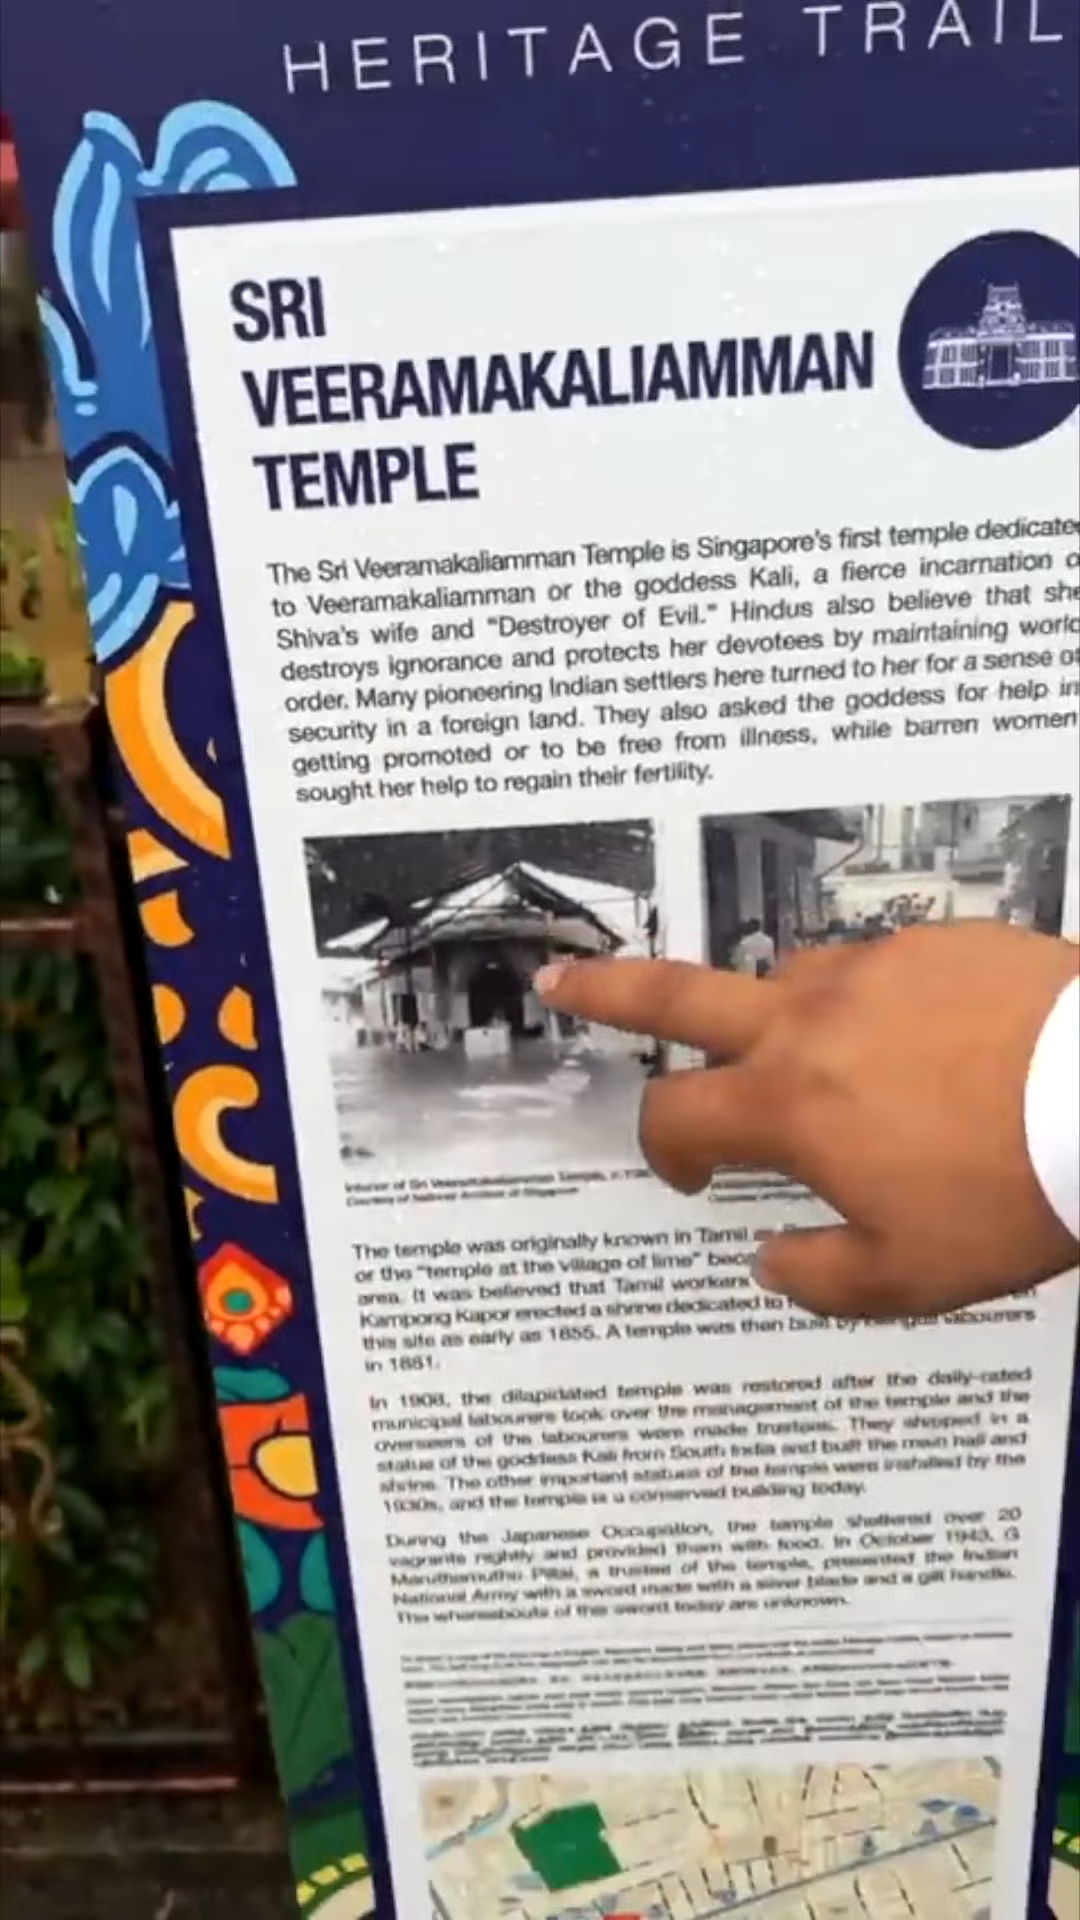 HERITAGE TRAIL
SRI
VEERAMAKALIAMMAN
TEMPLE
The Sri Veeramakaliamman Temple is Singapore's first temple dedicated
to Veeramakaliamman or the goddess Kali, a fierce incarnation
Shiva's wife and "Destroyer of Evil." Hindus also believe that she
destroys ignorance and protects her devotees by maintaining world
order. Many pioneering Indian settlers here turned to her for a sense of
security in a foreign land. They also asked the goddess for help in
getting promoted or to be free from illness, while barren women
sought her help to regain their fertility.
Interior of Sri Veeramakaliamman Temple,
Courtesy of National Archives of Singapore
The temple was originally known in Tamil as
or the "temple at the village of lime"
area. It was believed that Tamil workers
Kampong Kapor erected a shrine dedicated to
this site as early as 1855. A temple was then built by labourers
in 1881.
In 1908, the dilapidated temple was restored after the daily-rated
municipal labourers took over the management of the temple and the
overseers of the labourers were made trustees. They shipped in a
statue of the goddess Kali from South India and built the main hall and
shrine. The other important statues of the temple were installed by the
1930s, and the temple is a conserved building today.
During the Japanese Occupation, the temple sheltered over 20
vagrants nightly and provided them with food. In October 1943, G
Maruthamuthu Pillai, a trustee of the temple, presented the Indian
National Army with a sword made with a silver blade and a gilt handle.
The whereabouts of this sword today are unknown.